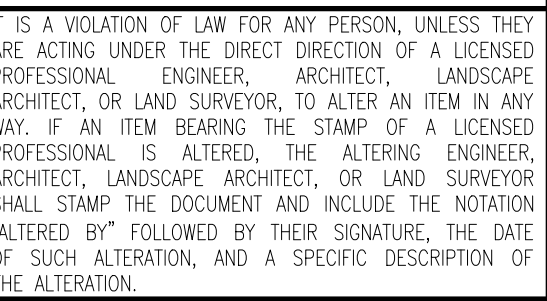 IT IS A VIOLATION OF LAW FOR ANY PERSON, UNLESS THEY
ARE ACTING UNDER THE DIRECT DIRECTION OF A LICENSED
PROFESSIONAL ENGINEER, ARCHITECT, LANDSCAPE
ARCHITECT, OR LAND SURVEYOR, TO ALTER AN ITEM IN ANY
WAY. IF AN ITEM BEARING THE STAMP OF A LICENSED
PROFESSIONAL IS ALTERED, THE ALTERING ENGINEER,
ARCHITECT, LANDSCAPE ARCHITECT, OR LAND SURVEYOR
SHALL STAMP THE DOCUMENT AND INCLUDE THE NOTATION
"ALTERED BY" FOLLOWED BY THEIR SIGNATURE, THE DATE
OF SUCH ALTERATION, AND A SPECIFIC DESCRIPTION OF
THE ALTERATION.